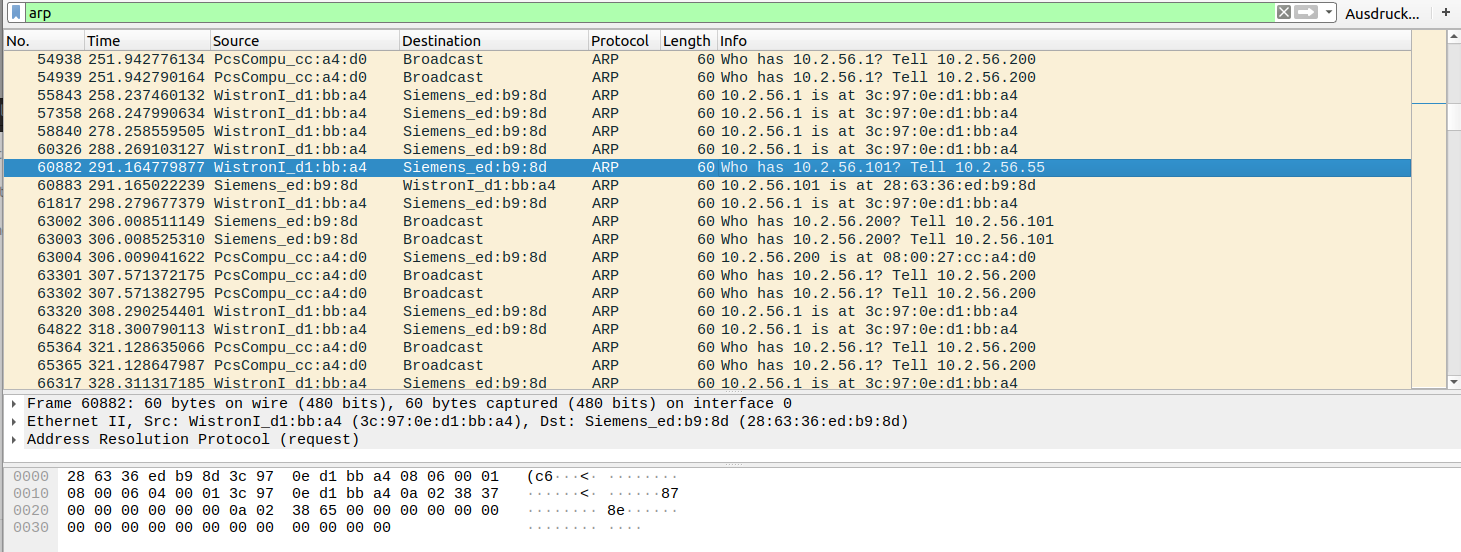 arp Ausdruck... +
No. Time Source Destination Protocol Length Info
54938 251.942776134 PcsCompu_cc:a4:d0 Broadcast ARP 60 Who has 10.2.56.1? Tell 10.2.56.200
54939 251.942790164 PcsCompu_cc:a4:d0 Broadcast ARP 60 Who has 10.2.56.1? Tell 10.2.56.200
55843 258.237460132 WistronI_d1:bb:a4 Siemens_ed:b9:8d ARP 60 10.2.56.1 is at 3c:97:0e:d1:bb:a4
57358 268.247990634 WistronI_d1:bb:a4 Siemens_ed:b9:8d ARP 60 10.2.56.1 is at 3c:97:0e:d1:bb:a4
58840 278.258559505 WistronI_d1:bb:a4 Siemens_ed:b9:8d ARP 60 10.2.56.1 is at 3c:97:0e:d1:bb:a4
60326 288.269103127 WistronI_d1:bb:a4 Siemens_ed:b9:8d ARP 60 10.2.56.1 is at 3c:97:0e:d1:bb:a4
60882 291.164779877 WistronI_d1:bb:a4 Siemens_ed:b9:8d ARP 60 Who has 10.2.56.101? Tell 10.2.56.55
60883 291.165022239 Siemens_ed:b9:8d WistronI_d1:bb:a4 ARP 60 10.2.56.101 is at 28:63:36:ed:b9:8d
61817 298.279677379 WistronI_d1:bb:a4 Siemens_ed:b9:8d ARP 60 10.2.56.1 is at 3c:97:0e:d1:bb:a4
63002 306.008511149 Siemens_ed:b9:8d Broadcast ARP 60 Who has 10.2.56.200? Tell 10.2.56.101
63003 306.008525310 Siemens_ed:b9:8d Broadcast ARP 60 Who has 10.2.56.200? Tell 10.2.56.101
63004 306.009041622 PcsCompu_cc:a4:d0 Siemens_ed:b9:8d ARP 60 10.2.56.200 is at 08:00:27:cc:a4:d0
63301 307.571372175 PcsCompu_cc:a4:d0 Broadcast ARP 60 Who has 10.2.56.1? Tell 10.2.56.200
63302 307.571382795 PcsCompu_cc:a4:d0 Broadcast ARP 60 Who has 10.2.56.1? Tell 10.2.56.200
63320 308.290254401 WistronI_d1:bb:a4 Siemens_ed:b9:8d ARP 60 10.2.56.1 is at 3c:97:0e:d1:bb:a4
64822 318.300790113 WistronI_d1:bb:a4 Siemens_ed:b9:8d ARP 60 10.2.56.1 is at 3c:97:0e:d1:bb:a4
65364 321.128635066 PcsCompu_cc:a4:d0 Broadcast ARP 60 Who has 10.2.56.1? Tell 10.2.56.200
65365 321.128647987 PcsCompu_cc:a4:d0 Broadcast ARP 60 Who has 10.2.56.1? Tell 10.2.56.200
66317 328.311317185 WistronI_d1:bb:a4 Siemens_ed:b9:8d ARP 60 10.2.56.1 is at 3c:97:0e:d1:bb:a4
Frame 60882: 60 bytes on wire (480 bits), 60 bytes captured (480 bits) on interface 0
Ethernet II, Src: WistronI_d1:bb:a4 (3c:97:0e:d1:bb:a4), Dst: Siemens_ed:b9:8d (28:63:36:ed:b9:8d)
Address Resolution Protocol (request)
0000 28 63 36 ed b9 8d 3c 97 0e d1 bb a4 08 06 00 01 (c6···<· ········
0010 08 00 06 04 00 01 3c 97 0e d1 bb a4 0a 02 38 37 ······<· ······87
0020 00 00 00 00 00 00 0a 02 38 65 00 00 00 00 00 00 ········ 8e······
0030 00 00 00 00 00 00 00 00 00 00 00 00 ········ ····